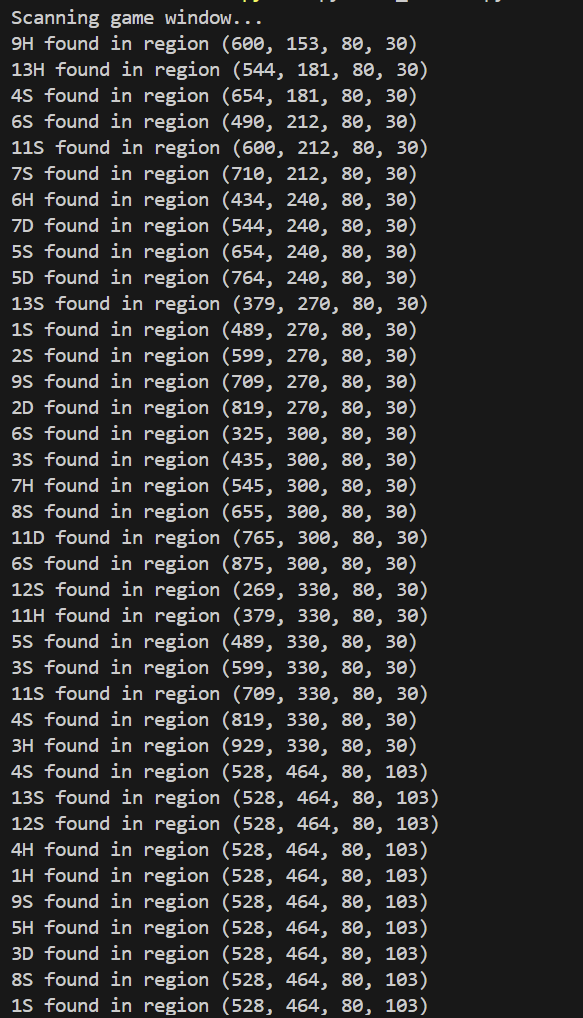 Scanning game window...
9H found in region (600, 153, 80, 30)
13H found in region (544, 181, 80, 30)
4S found in region (654, 181, 80, 30)
6S found in region (490, 212, 80, 30)
11S found in region (600, 212, 80, 30)
7S found in region (710, 212, 80, 30)
6H found in region (434, 240, 80, 30)
7D found in region (544, 240, 80, 30)
5S found in region (654, 240, 80, 30)
5D found in region (764, 240, 80, 30)
13S found in region (379, 270, 80, 30)
1S found in region (489, 270, 80, 30)
2S found in region (599, 270, 80, 30)
9S found in region (709, 270, 80, 30)
2D found in region (819, 270, 80, 30)
6S found in region (325, 300, 80, 30)
3S found in region (435, 300, 80, 30)
7H found in region (545, 300, 80, 30)
8S found in region (655, 300, 80, 30)
11D found in region (765, 300, 80, 30)
6S found in region (875, 300, 80, 30)
12S found in region (269, 330, 80, 30)
11H found in region (379, 330, 80, 30)
5S found in region (489, 330, 80, 30)
3S found in region (599, 330, 80, 30)
11S found in region (709, 330, 80, 30)
4S found in region (819, 330, 80, 30)
3H found in region (929, 330, 80, 30)
4S found in region (528, 464, 80, 103)
13S found in region (528, 464, 80, 103)
12S found in region (528, 464, 80, 103)
4H found in region (528, 464, 80, 103)
1H found in region (528, 464, 80, 103)
9S found in region (528, 464, 80, 103)
5H found in region (528, 464, 80, 103)
3D found in region (528, 464, 80, 103)
8S found in region (528, 464, 80, 103)
1S found in region (528, 464, 80, 103)